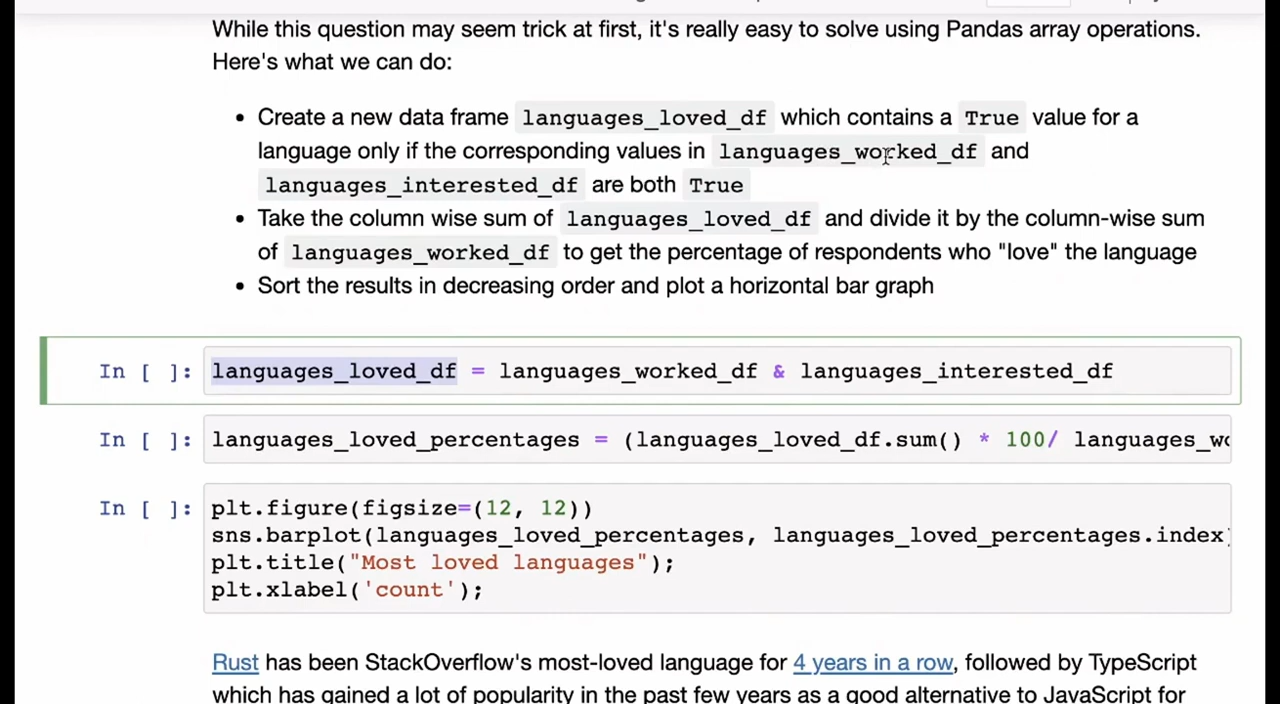 While this question may seem trick at first, it's really easy to solve using Pandas array operations.
Here's what we can do:
Create a new data frame languages_loved_df which contains a True value for a
language only if the corresponding values in languages_worked_df and
languages_interested_df are both True
Take the column wise sum of languages_loved_df and divide it by the column-wise sum
of languages_worked_df to get the percentage of respondents who "love" the language
Sort the results in decreasing order and plot a horizontal bar graph
In [ ]: languages_loved_df = languages_worked_df & languages_interested_df
In [ ]: languages_loved_percentages = (languages_loved_df.sum() * 100/ languages_wo
In [ ]: plt.figure(figsize=(12, 12))
sns.barplot(languages_loved_percentages, languages_loved_percentages.index)
plt.title("Most loved languages");
plt.xlabel('count');
Rust has been StackOverflow's most-loved language for 4 years in a row, followed by TypeScript
which has gained a lot of popularity in the past few years as a good alternative to JavaScript for